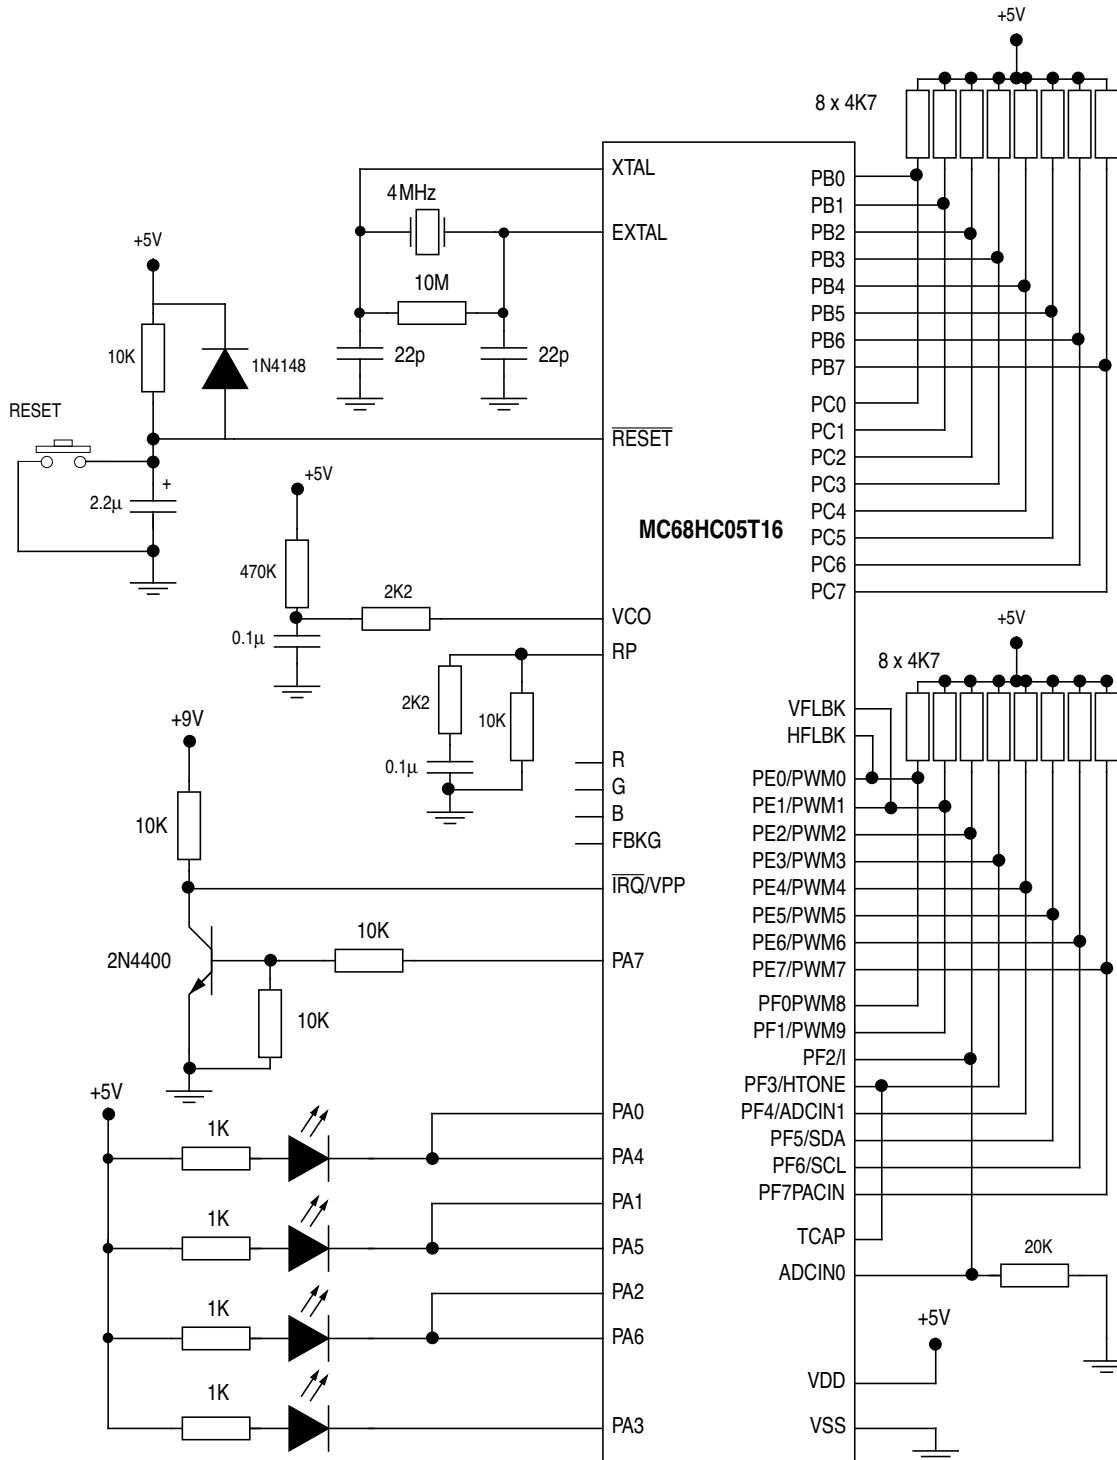 +5V
8 x 4K7
XTAL
4MHz
EXTAL
10M
22p
22p
+5V
10K
1N4148
RESET
RESET
+
2.2µ
PB0
PB1
PB2
PB3
PB4
PB5
PB6
PB7
PC0
PC1
PC2
PC3
PC4
PC5
PC6
PC7
MC68HC05T16
+5V
470K
2K2
VCO
0.1µ
RP
2K2
10K
0.1µ
R
G
B
FBKG
+9V
10K
IRQ/VPP
2N4400
10K
PA7
10K
+5V
8 x 4K7
VFLBK
HFLBK
PE0/PWM0
PE1/PWM1
PE2/PWM2
PE3/PWM3
PE4/PWM4
PE5/PWM5
PE6/PWM6
PE7/PWM7
PF0PWM8
PF1/PWM9
PF2/I
PF3/HTONE
PF4/ADCIN1
PF5/SDA
PF6/SCL
PF7PACIN
TCAP
ADCIN0
20K
+5V
VDD
VSS
+5V
PA0
1K
PA4
PA1
1K
PA5
PA2
1K
PA6
1K
PA3